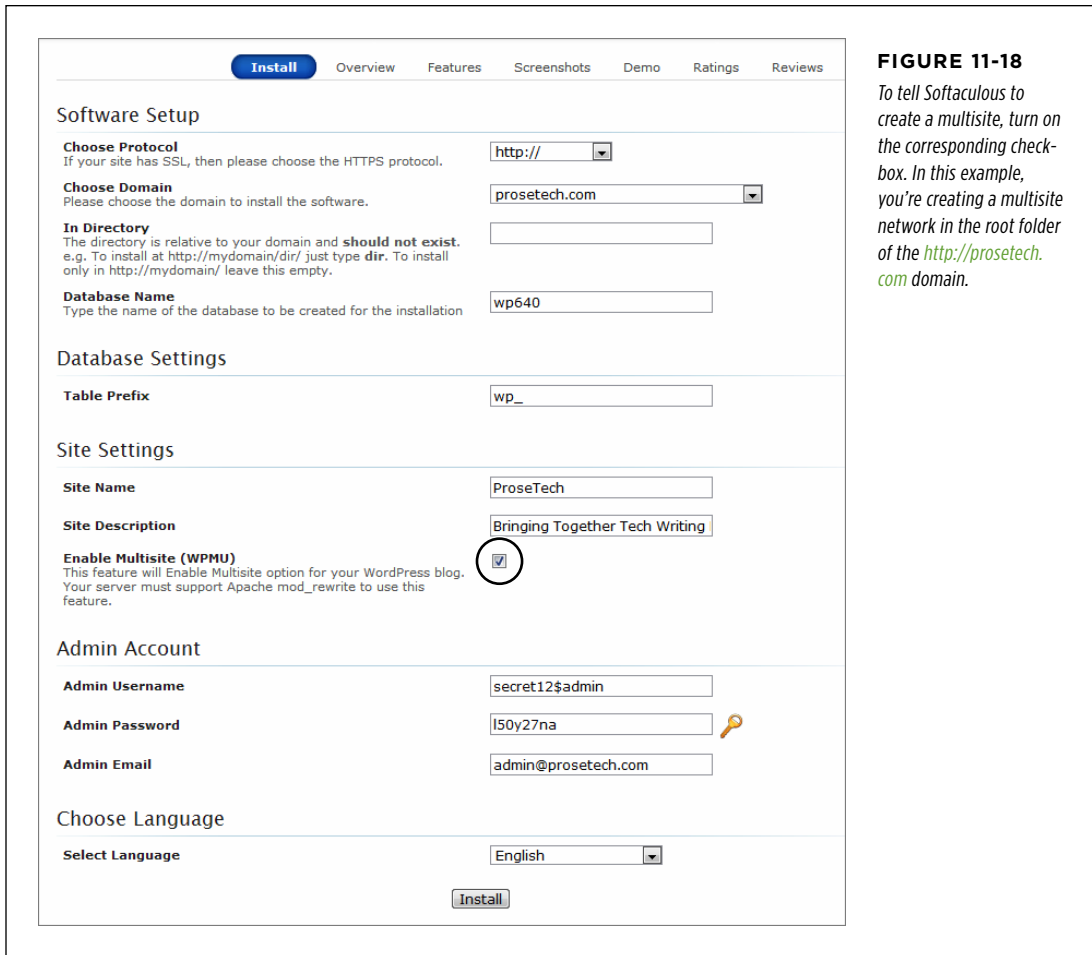 Install Overview Features Screenshots Demo Ratings Reviews
Software Setup
Choose Protocol
If your site has SSL, then please choose the HTTPS protocol.
http://
Choose Domain
Please choose the domain to install the software.
prosetech.com
In Directory
The directory is relative to your domain and should not exist.
e.g. To install at http://mydomain/dir/ just type dir. To install
only in http://mydomain/ leave this empty.
Database Name
Type the name of the database to be created for the installation
wp640
Database Settings
Table Prefix
wp_
Site Settings
Site Name
ProseTech
Site Description
Bringing Together Tech Writing
Enable Multisite (WPMU)
This feature will Enable Multisite option for your WordPress blog.
Your server must support Apache mod_rewrite to use this
feature.
Admin Account
Admin Username
secret12$admin
Admin Password
l50y27na
Admin Email
admin@prosetech.com
Choose Language
Select Language
English
Install
FIGURE 11-18
To tell Softaculous to
create a multisite, turn on
the corresponding check-
box. In this example,
you’re creating a multisite
network in the root folder
of the http://prosetech.
com domain.